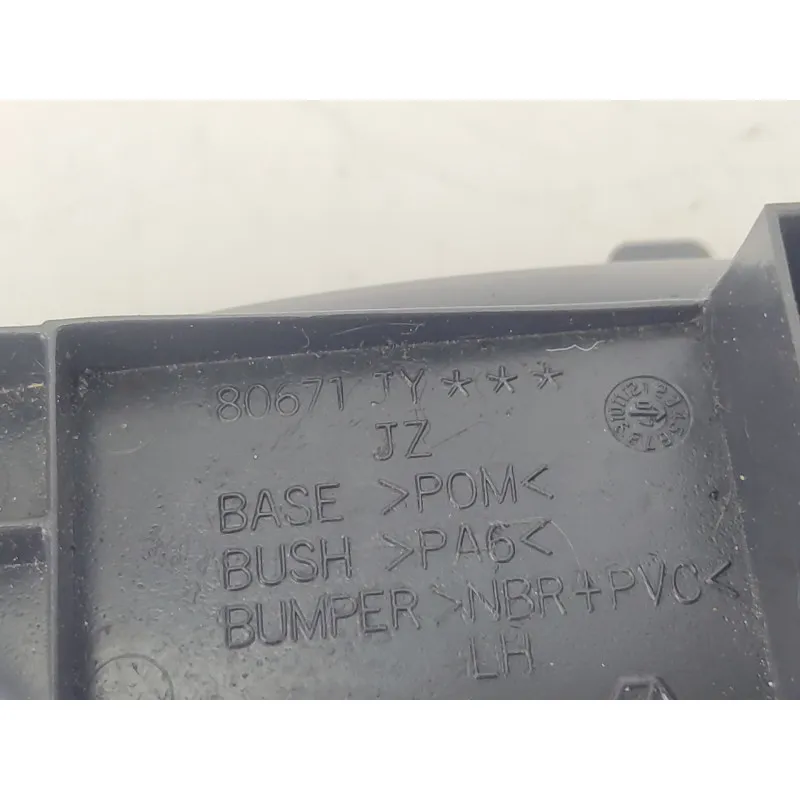 80671 JY***
JZ
BASE >POM<
BUSH >PA6<
BUMPER >NBR+PVC<
LH